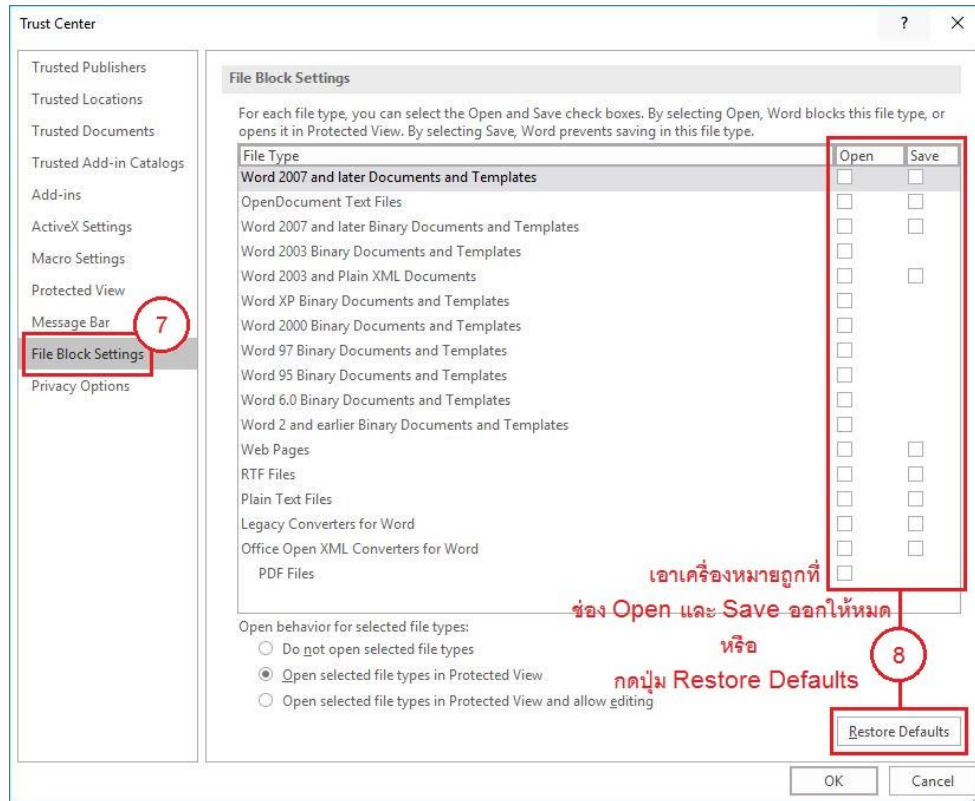 Trust Center
?
Trusted Publishers
Trusted Locations
Trusted Documents
Trusted Add-in Catalogs
Add-ins
ActiveX Settings
Macro Settings
Protected View
Message Bar
7
File Block Settings
Privacy Options
File Block Settings
For each file type, you can select the Open and Save check boxes. By selecting Open, Word blocks this file type, or
opens it in Protected View. By selecting Save, Word prevents saving in this file type.
File Type Open Save
Word 2007 and later Documents and Templates
OpenDocument Text Files
Word 2007 and later Binary Documents and Templates
Word 2003 Binary Documents and Templates
Word 2003 and Plain XML Documents
Word XP Binary Documents and Templates
Word 2000 Binary Documents and Templates
Word 97 Binary Documents and Templates
Word 95 Binary Documents and Templates
Word 6.0 Binary Documents and Templates
Word 2 and earlier Binary Documents and Templates
Web Pages
RTF Files
Plain Text Files
Legacy Converters for Word
Office Open XML Converters for Word
PDF Files
เอาเครื่องหมายถูกที่
ช่อง Open และ Save ออกให้หมด
หรือ
กดปุ่ม Restore Defaults
8
Open behavior for selected file types:
Do not open selected file types
Open selected file types in Protected View
Open selected file types in Protected View and allow editing
Restore Defaults
OK Cancel